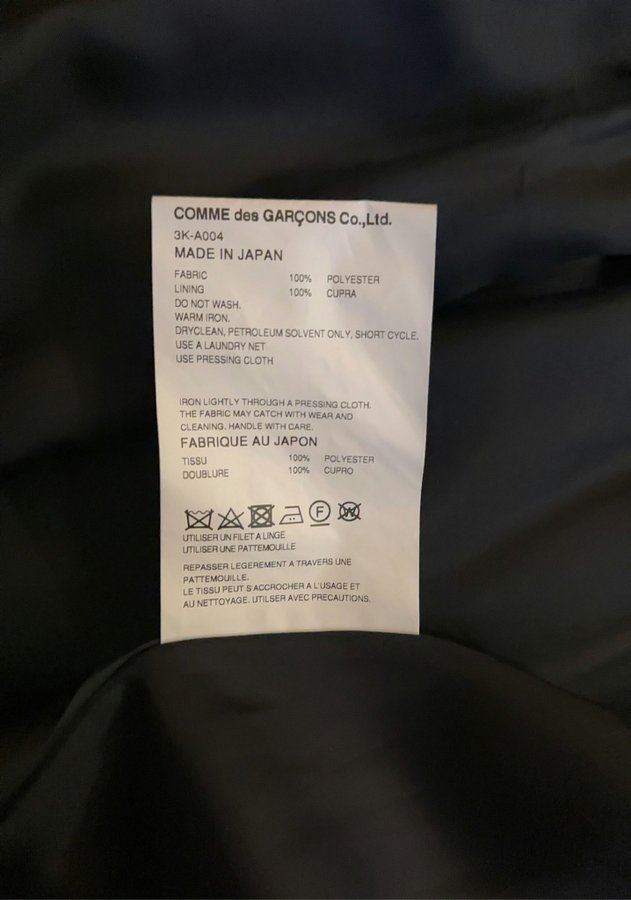 COMME des GARÇONS Co.,Ltd.
3K-A004
MADE IN JAPAN
FABRIC 100% POLYESTER
LINING 100% CUPRA
DO NOT WASH.
WARM IRON.
DRYCLEAN, PETROLEUM SOLVENT ONLY, SHORT CYCLE.
USE A LAUNDRY NET
USE PRESSING CLOTH
IRON LIGHTLY THROUGH A PRESSING CLOTH.
THE FABRIC MAY CATCH WITH WEAR AND
CLEANING. HANDLE WITH CARE.
FABRIQUE AU JAPON
TISSU 100% POLYESTER
DOUBLURE 100% CUPRO
F W
UTILISER UN FILET A LINGE
UTILISER UNE PATTEMOUILLE
REPASSER LEGEREMENT A TRAVERS UNE
PATTEMOUILLE.
LE TISSU PEUT S'ACCROCHER A L'USAGE ET
AU NETTOYAGE. UTILSER AVEC PRECAUTIONS.